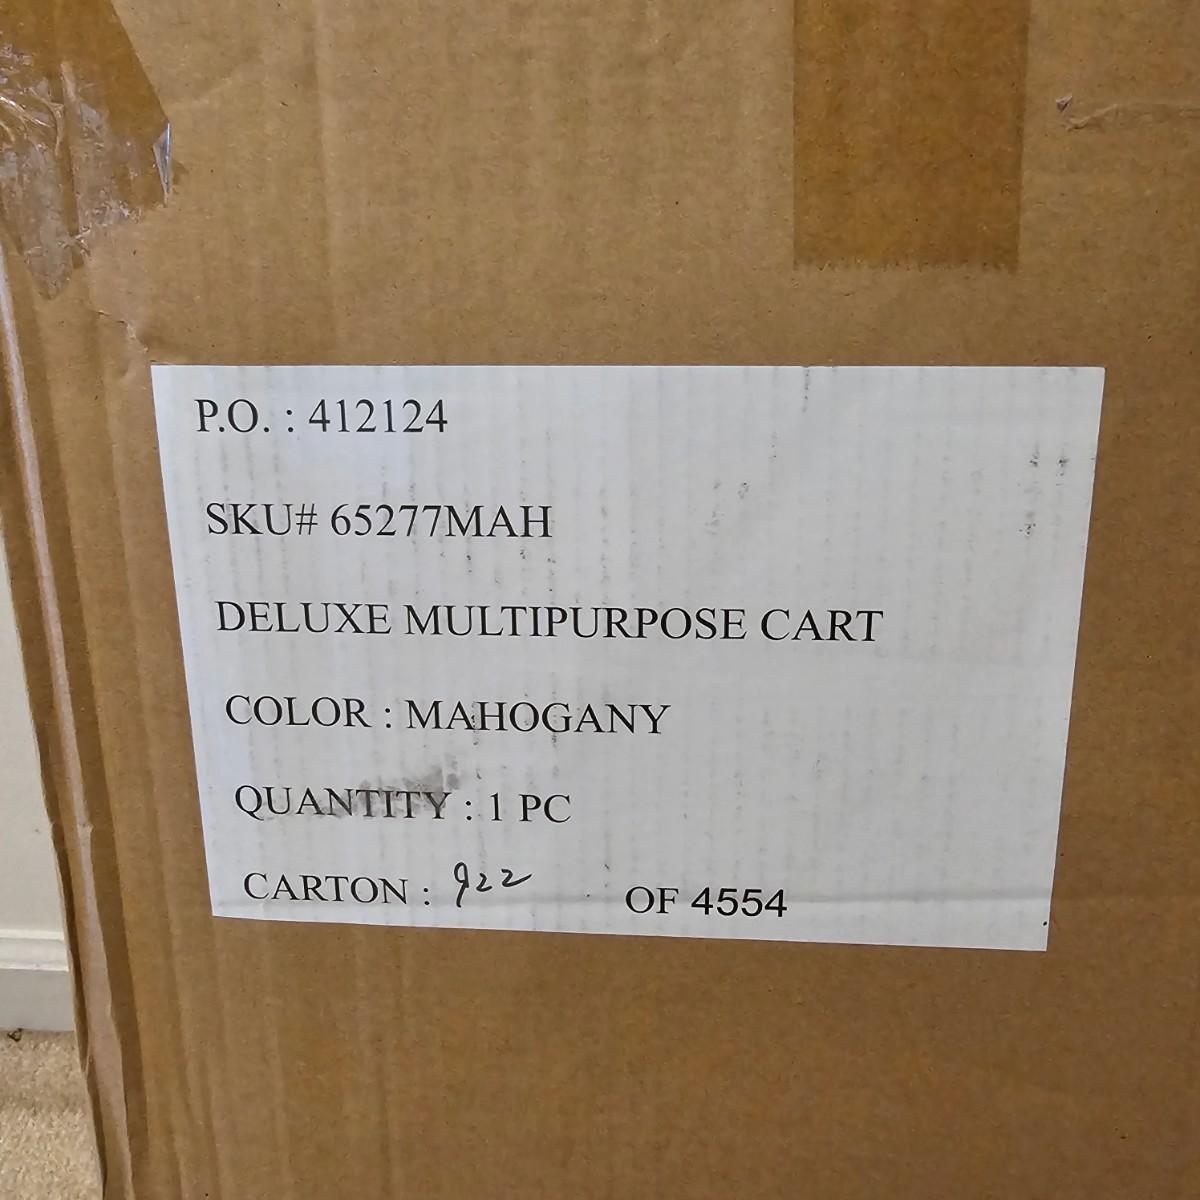 P.O. : 412124
SKU# 65277MAH
DELUXE MULTIPURPOSE CART
COLOR : MAHOGANY
QUANTITY : 1 PC
CARTON : 922 OF 4554